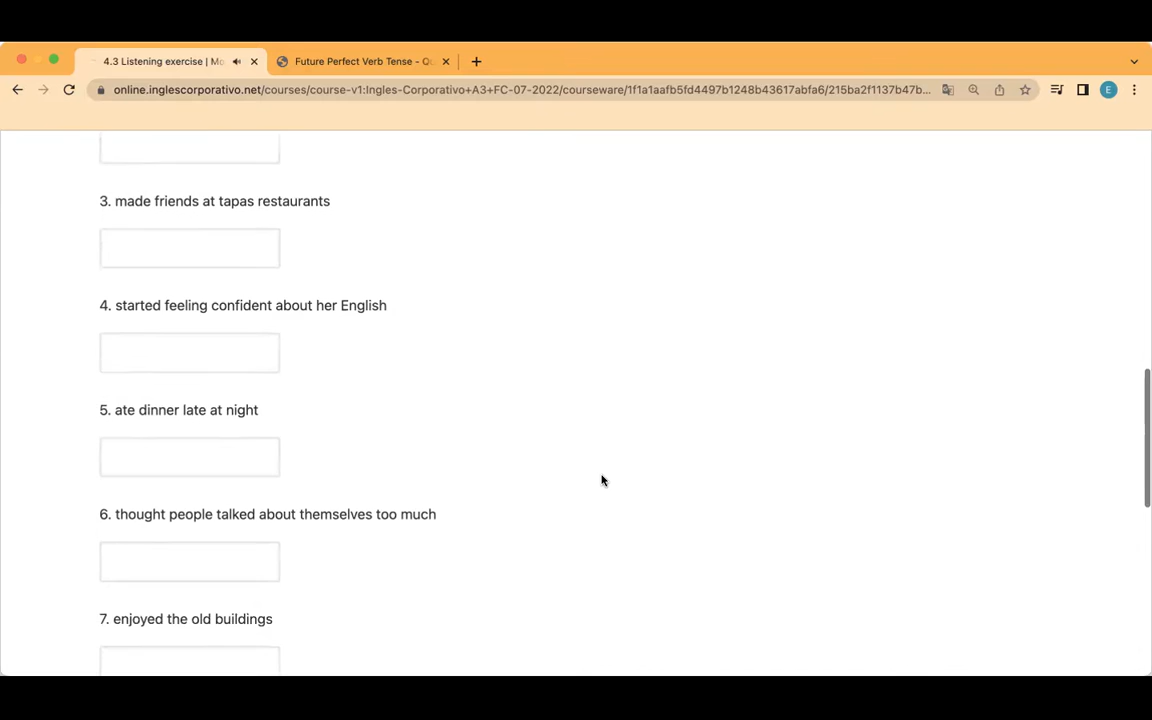 4.3 Listening exercise | Mo
Future Perfect Verb Tense - Qu
online.inglescorporativo.net/courses/course-v1:Ingles-Corporativo+A3+FC-07-2022/courseware/1f1a1aafb5fd4497b1248b43617abfa6/215ba2f1137b47b...
E
3. made friends at tapas restaurants
4. started feeling confident about her English
5. ate dinner late at night
6. thought people talked about themselves too much
7. enjoyed the old buildings